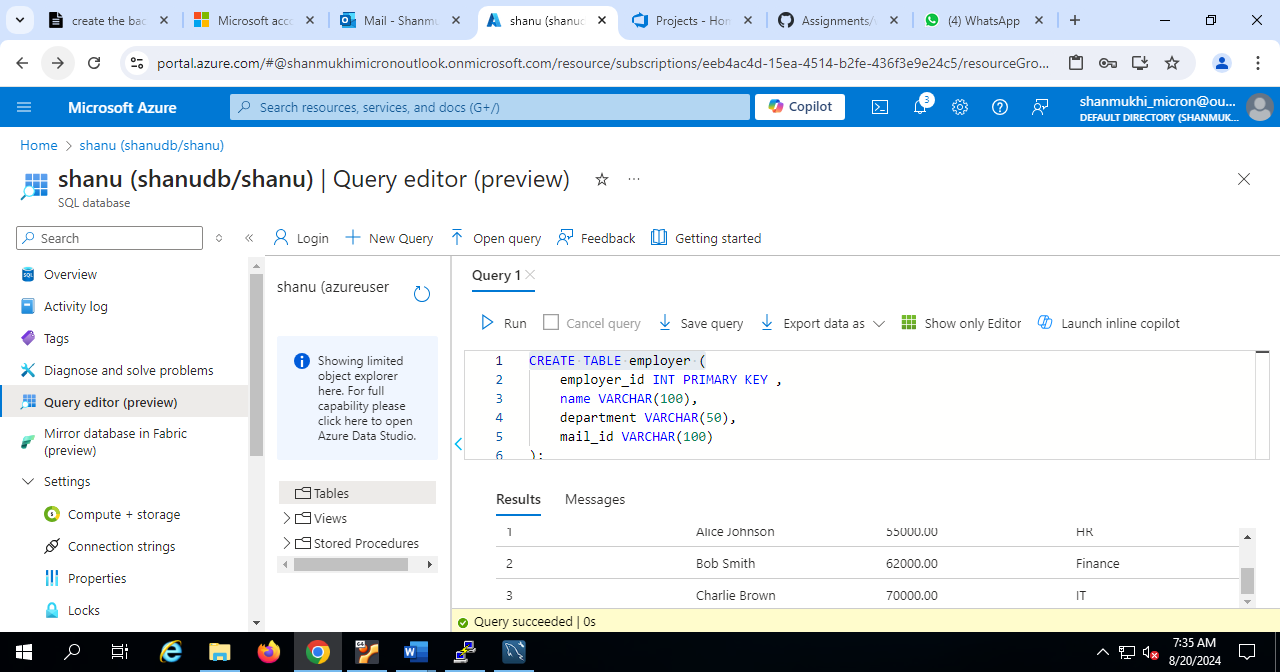 create the bac
Microsoft acc
Mail - Shanmu
shanu (shanud
Projects - Hon
Assignments/v
(4) WhatsApp
portal.azure.com/#@shanmukhimicronoutlook.onmicrosoft.com/resource/subscriptions/eeb4ac4d-15ea-4514-b2fe-436f3e9e24c5/resourceGro...
Microsoft Azure
Search resources, services, and docs (G+/)
Copilot
3
shanmukhi_micron@ou...
DEFAULT DIRECTORY (SHANMUK...
Home > shanu (shanudb/shanu)
shanu (shanudb/shanu) | Query editor (preview)
SQL database
Search
Login
New Query
Open query
Feedback
Getting started
Overview
Activity log
Tags
Diagnose and solve problems
Query editor (preview)
Mirror database in Fabric
(preview)
Settings
Compute + storage
Connection strings
Properties
Locks
shanu (azureuser
Showing limited
object explorer
here. For full
capability please
click here to open
Azure Data Studio.
Tables
Views
Stored Procedures
Query 1
Run
Cancel query
Save query
Export data as
Show only Editor
Launch inline copilot
1 CREATE TABLE employer (
2 employer_id INT PRIMARY KEY ,
3 name VARCHAR(100),
4 department VARCHAR(50),
5 mail_id VARCHAR(100)
6 );
Results
Messages
1 Alice Johnson 55000.00 HR
2 Bob Smith 62000.00 Finance
3 Charlie Brown 70000.00 IT
Query succeeded | 0s
7:35 AM
8/20/2024